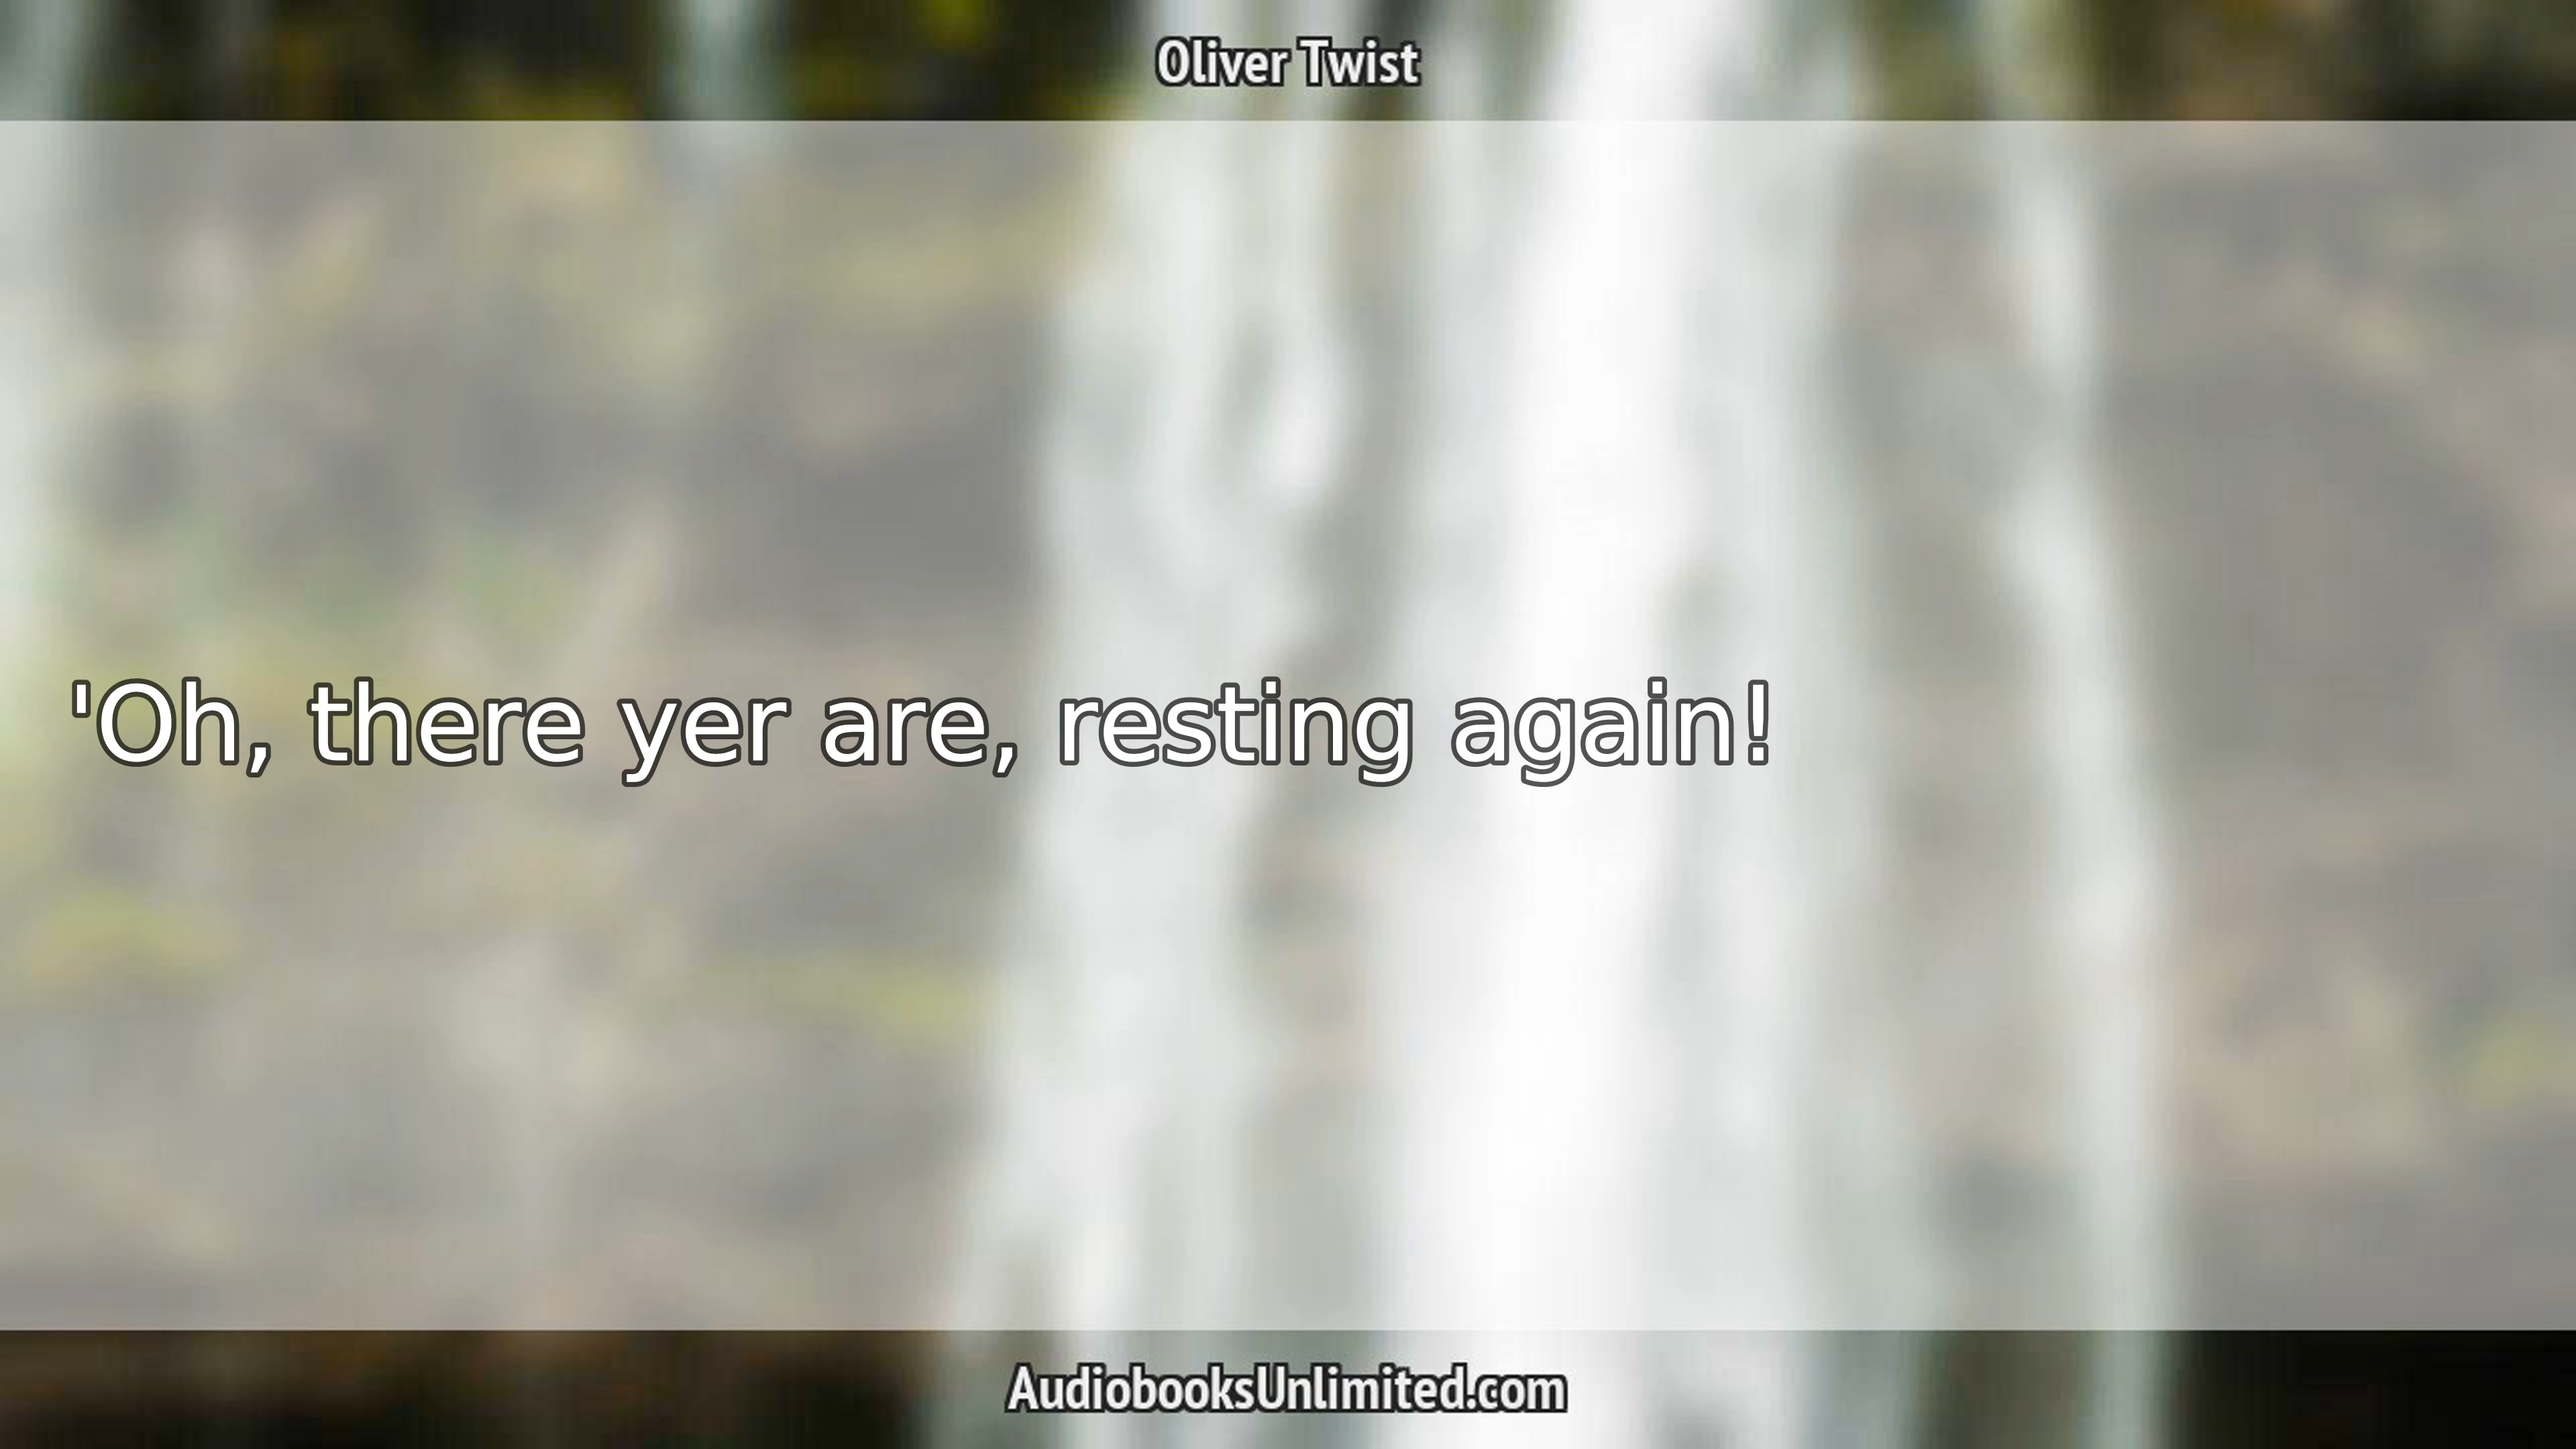 Oliver Twist
'Oh, there yer are, resting again!
AudiobooksUnlimited.com